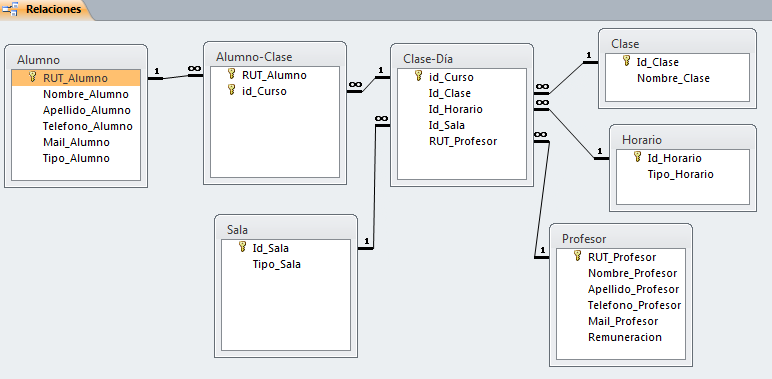 Relaciones
Alumno
RUT_Alumno
Nombre_Alumno
Apellido_Alumno
Telefono_Alumno
Mail_Alumno
Tipo_Alumno
1
∞
Alumno-Clase
RUT_Alumno
id_Curso
∞
1
Clase-Día
id_Curso
Id_Clase
Id_Horario
Id_Sala
RUT_Profesor
∞
∞
∞
∞
1
Clase
Id_Clase
Nombre_Clase
1
Horario
Id_Horario
Tipo_Horario
Sala
Id_Sala
Tipo_Sala
1
1
Profesor
RUT_Profesor
Nombre_Profesor
Apellido_Profesor
Telefono_Profesor
Mail_Profesor
Remuneracion